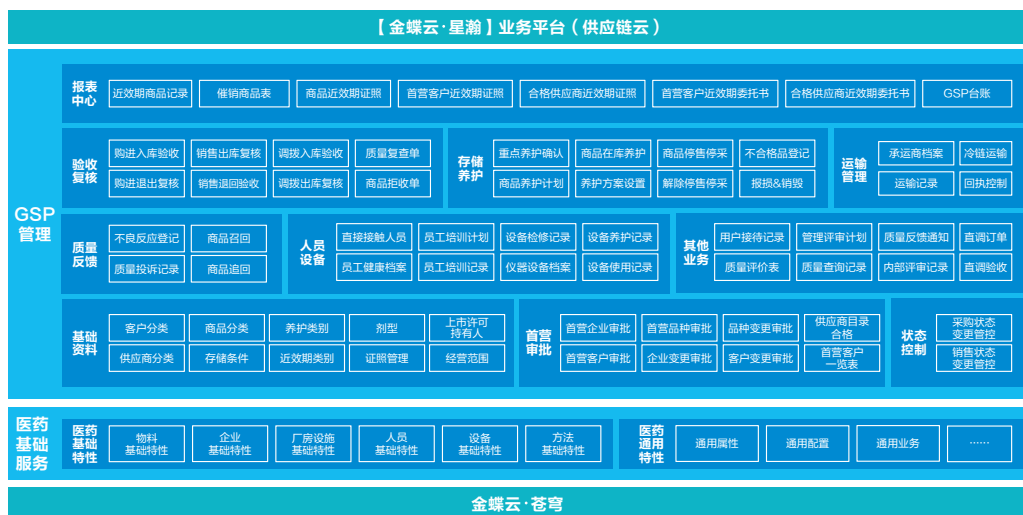 【金蝶云·星瀚】业务平台（供应链云）
GSP
管理
报表
中心
近效期商品记录
催销商品表
商品近效期证照
首营客户近效期证照
合格供应商近效期证照
首营客户近效期委托书
合格供应商近效期委托书
GSP台账
验收
复核
购进入库验收
销售出库复核
调拨入库验收
质量复查单
购进退出复核
销售退回验收
调拨出库复核
商品拒收单
存储
养护
重点养护确认
商品在库养护
商品停售停采
不合格品登记
商品养护计划
养护方案设置
解除停售停采
报损&销毁
运输
管理
承运商档案
冷链运输
运输记录
回执控制
质量
反馈
不良反应登记
商品召回
质量投诉记录
商品追回
人员
设备
直接接触人员
员工培训计划
设备检修记录
设备养护记录
员工健康档案
员工培训记录
仪器设备档案
设备使用记录
其他
业务
用户接待记录
管理评审计划
质量反馈通知
直调订单
质量评价表
质量查询记录
内部评审记录
直调验收
基础
资料
客户分类
商品分类
养护类别
剂型
上市许可
持有人
供应商分类
存储条件
近效期类别
证照管理
经营范围
首营
审批
首营企业审批
首营品种审批
品种变更审批
供应商目录
合格
首营客户审批
企业变更审批
客户变更审批
首营客户
一览表
状态
控制
采购状态
变更管控
销售状态
变更管控
医药
基础
服务
医药
基础
特性
物料
基础特性
企业
基础特性
厂房设施
基础特性
人员
基础特性
设备
基础特性
方法
基础特性
医药
通用
特性
通用属性
通用配置
通用业务
······
金蝶云·苍穹